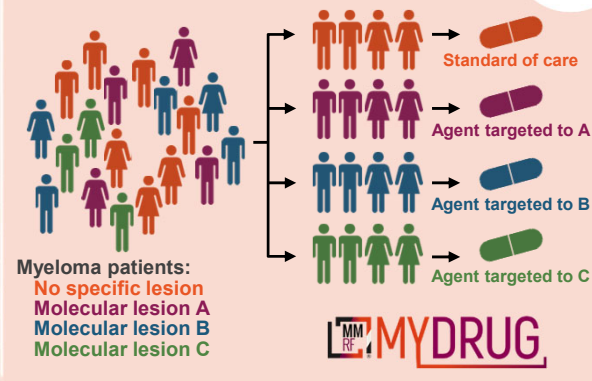 Standard of care
Agent targeted to A
Agent targeted to B
Agent targeted to C
Myeloma patients:
No specific lesion
Molecular lesion A
Molecular lesion B
Molecular lesion C
MM
RF
MYDRUG